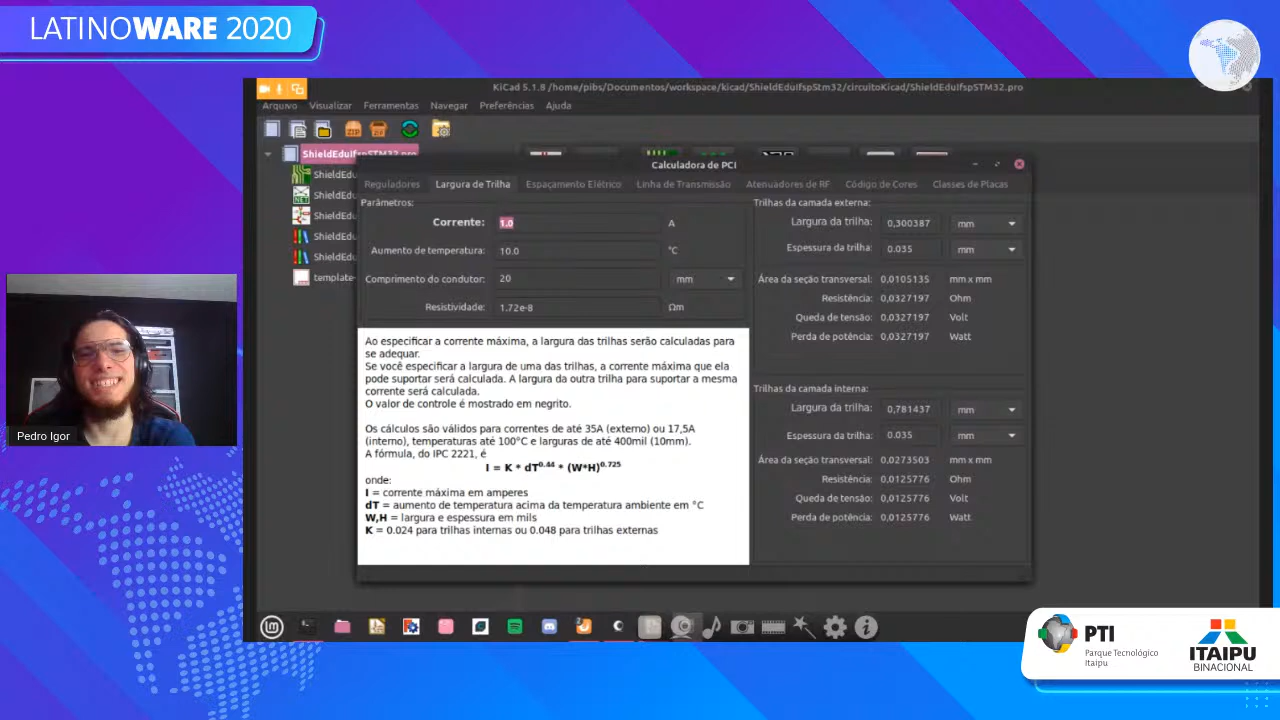 LATINOWARE 2020
KiCad 5.1.8 /home/pibs/Documentos/workspace/kicad/ShieldEduIfspStm32/circuitoKicad/ShieldEduIfspSTM32.pro
Arquivo Visualizar Ferramentas Navegar Preferências Ajuda
ShieldEduIfspSTM32.pro
ShieldEdu
ShieldEdu
ShieldEdu
ShieldEdu
ShieldEdu
template-
Calculadora de PCI
Reguladores Largura de Trilha Espaçamento Elétrico Linha de Transmissão Atenuadores de RF Código de Cores Classes de Placas
Parâmetros:
Corrente: 1.0 A
Aumento de temperatura: 10.0 °C
Comprimento do condutor: 20 mm
Resistividade: 1.72e-8 Ωm
Ao especificar a corrente máxima, a largura das trilhas serão calculadas para
se adequar.
Se você especificar a largura de uma das trilhas, a corrente máxima que ela
pode suportar será calculada. A largura da outra trilha para suportar a mesma
corrente será calculada.
O valor de controle é mostrado em negrito.
Os cálculos são válidos para correntes de até 35A (externo) ou 17,5A
(interno), temperaturas até 100°C e larguras de até 400mil (10mm).
A fórmula, do IPC 2221, é
I = K * dT^0.44 * (W*H)^0.725
onde:
I = corrente máxima em amperes
dT = aumento de temperatura acima da temperatura ambiente em °C
W,H = largura e espessura em mils
K = 0.024 para trilhas internas ou 0.048 para trilhas externas
Trilhas da camada externa:
Largura da trilha: 0,300387 mm
Espessura da trilha: 0.035 mm
Área da seção transversal: 0,0105135 mm x mm
Resistência: 0,0327197 Ohm
Queda de tensão: 0,0327197 Volt
Perda de potência: 0,0327197 Watt
Trilhas da camada interna:
Largura da trilha: 0,781437 mm
Espessura da trilha: 0.035 mm
Área da seção transversal: 0,0273503 mm x mm
Resistência: 0,0125776 Ohm
Queda de tensão: 0,0125776 Volt
Perda de potência: 0,0125776 Watt
Pedro Igor
PTI
Parque Tecnológico
Itaipu
ITAIPU
BINACIONAL